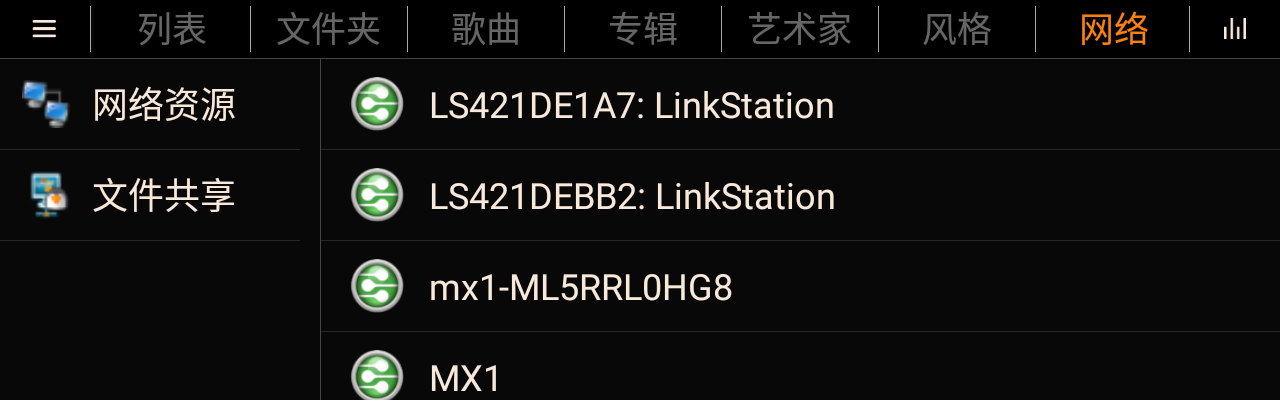 列表 文件夹 歌曲 专辑 艺术家 风格 网络
网络资源
文件共享
LS421DE1A7: LinkStation
LS421DEBB2: LinkStation
mx1-ML5RRL0HG8
MX1